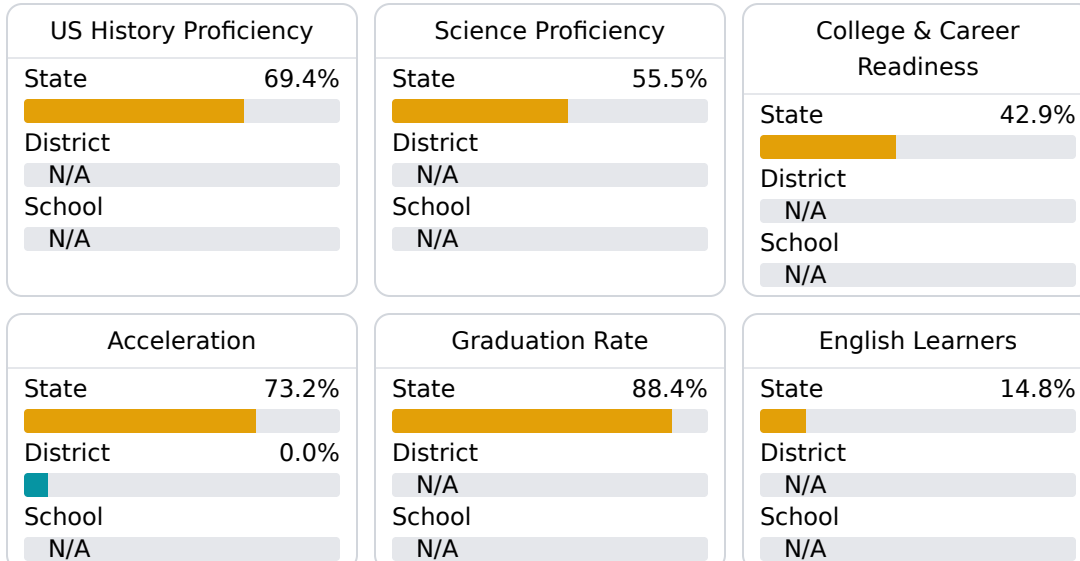 US History Proficiency
State 69.4%
District
N/A
School
N/A
Science Proficiency
State 55.5%
District
N/A
School
N/A
College & Career
Readiness
State 42.9%
District
N/A
School
N/A
Acceleration
State 73.2%
District 0.0%
School
N/A
Graduation Rate
State 88.4%
District
N/A
School
N/A
English Learners
State 14.8%
District
N/A
School
N/A